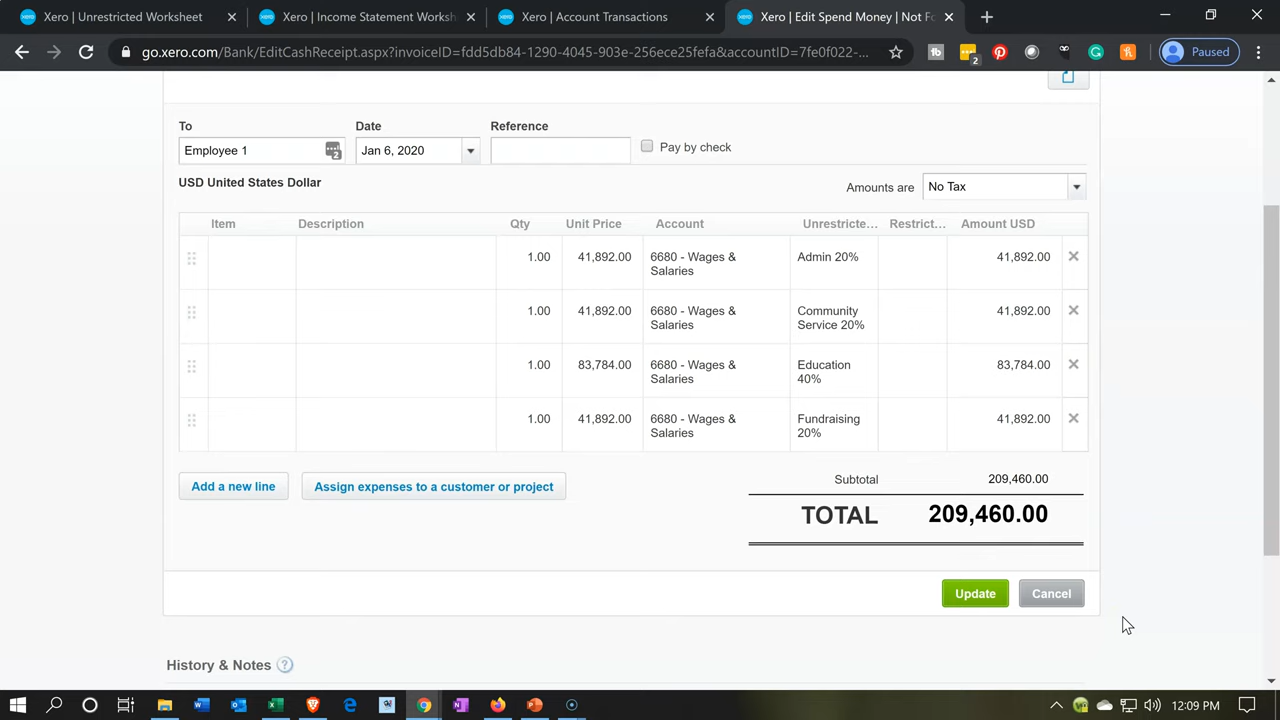 Xero | Unrestricted Worksheet
Xero | Income Statement Worksh
Xero | Account Transactions
Xero | Edit Spend Money | Not Fo
go.xero.com/Bank/EditCashReceipt.aspx?invoiceID=fdd5db84-1290-4045-903e-256ece25fefa&accountID=7fe0f022-...
2
Paused
To Date Reference
Employee 1 2 Jan 6, 2020 Pay by check
USD United States Dollar
Amounts are No Tax
Item Description Qty Unit Price Account Unrestricte... Restrict... Amount USD
1.00 41,892.00 6680 - Wages & Admin 20% 41,892.00
Salaries
1.00 41,892.00 6680 - Wages & Community 41,892.00
Salaries Service 20%
1.00 83,784.00 6680 - Wages & Education 83,784.00
Salaries 40%
1.00 41,892.00 6680 - Wages & Fundraising 41,892.00
Salaries 20%
Add a new line Assign expenses to a customer or project Subtotal 209,460.00
TOTAL 209,460.00
Update Cancel
History & Notes ?
12:09 PM